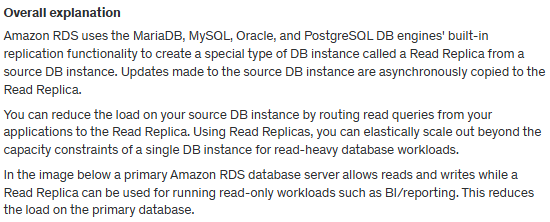 Overall explanation
Amazon RDS uses the MariaDB, MySQL, Oracle, and PostgreSQL DB engines' built-in
replication functionality to create a special type of DB instance called a Read Replica from a
source DB instance. Updates made to the source DB instance are asynchronously copied to the
Read Replica.
You can reduce the load on your source DB instance by routing read queries from your
applications to the Read Replica. Using Read Replicas, you can elastically scale out beyond the
capacity constraints of a single DB instance for read-heavy database workloads.
In the image below a primary Amazon RDS database server allows reads and writes while a
Read Replica can be used for running read-only workloads such as BI/reporting. This reduces
the load on the primary database.